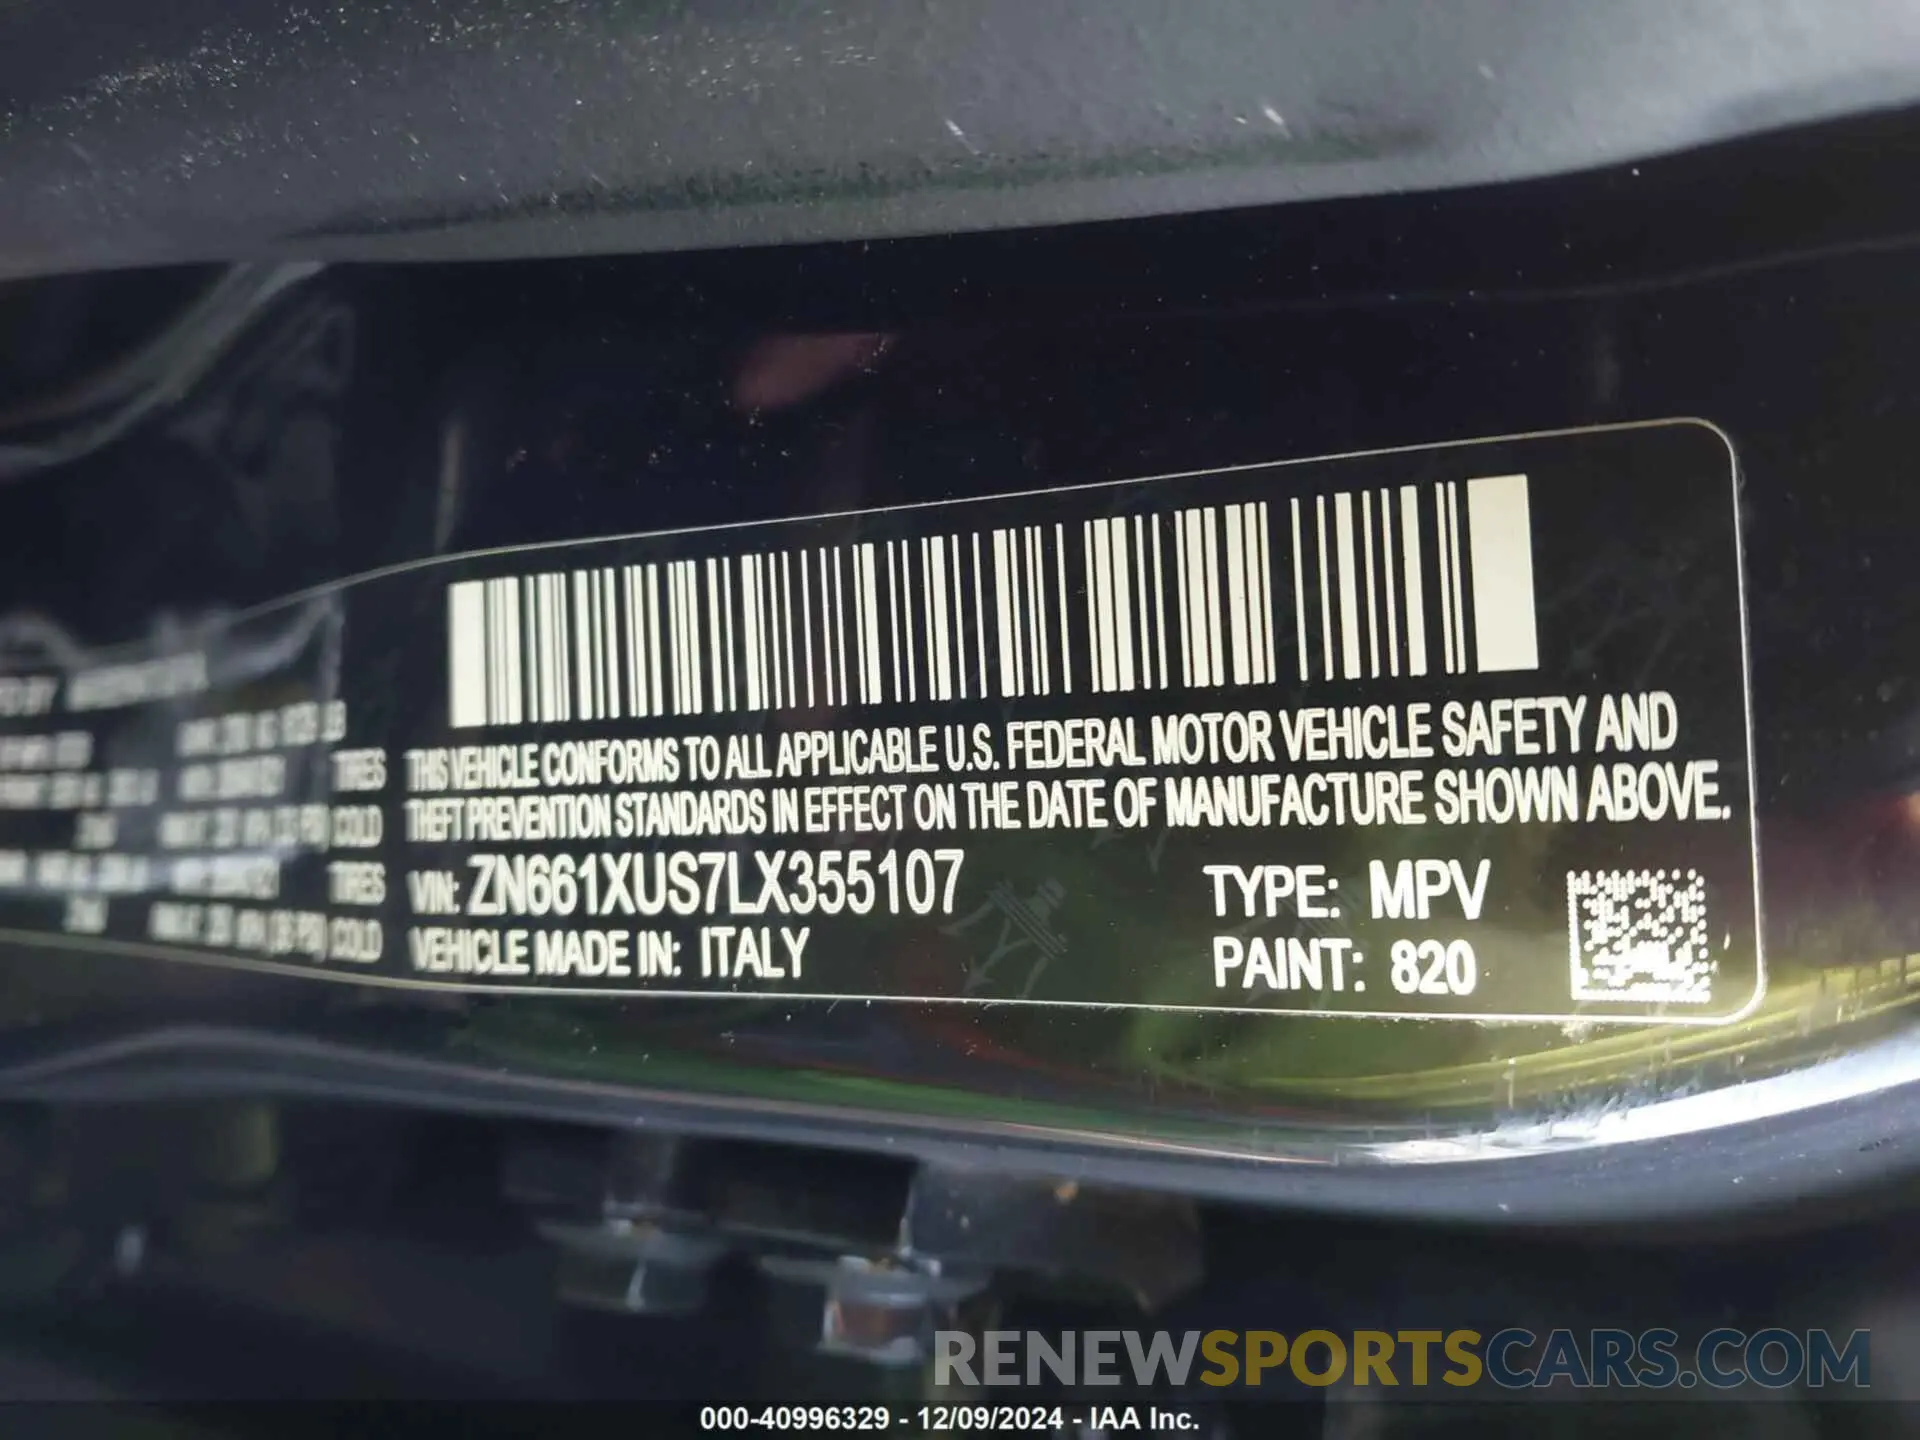 TIRES
COLD
TIRES
COLD
THIS VEHICLE CONFORMS TO ALL APPLICABLE U.S. FEDERAL MOTOR VEHICLE SAFETY AND
THEFT PREVENTION STANDARDS IN EFFECT ON THE DATE OF MANUFACTURE SHOWN ABOVE.
VIN: ZN661XUS7LX355107 TYPE: MPV
VEHICLE MADE IN: ITALY PAINT: 820
RENEWSPORTSCARS.COM
000-40996329 - 12/09/2024 - IAA Inc.